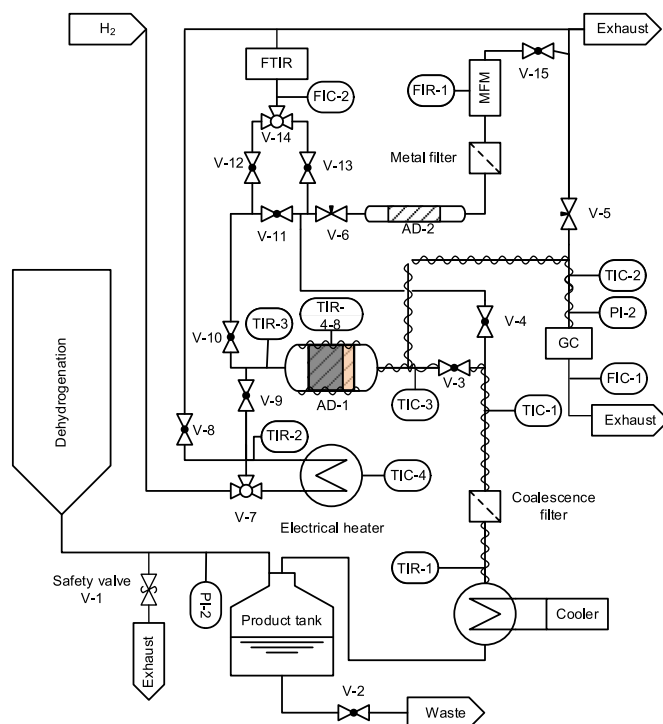 H2
Exhaust
FTIR
V-15
FIC-2
FIR-1
MFM
V-14
V-12
V-13
Metal filter
V-11
V-6
AD-2
V-5
TIC-2
PI-2
V-10
TIR-3
TIR-
4-8
V-4
GC
V-9
AD-1
V-3
TIC-3
FIC-1
TIC-1
Exhaust
Dehydrogenation
V-8
TIR-2
TIC-4
V-7
Electrical heater
Coalescence
filter
TIR-1
Safety valve
V-1
PI-2
Product tank
Cooler
Exhaust
V-2
Waste